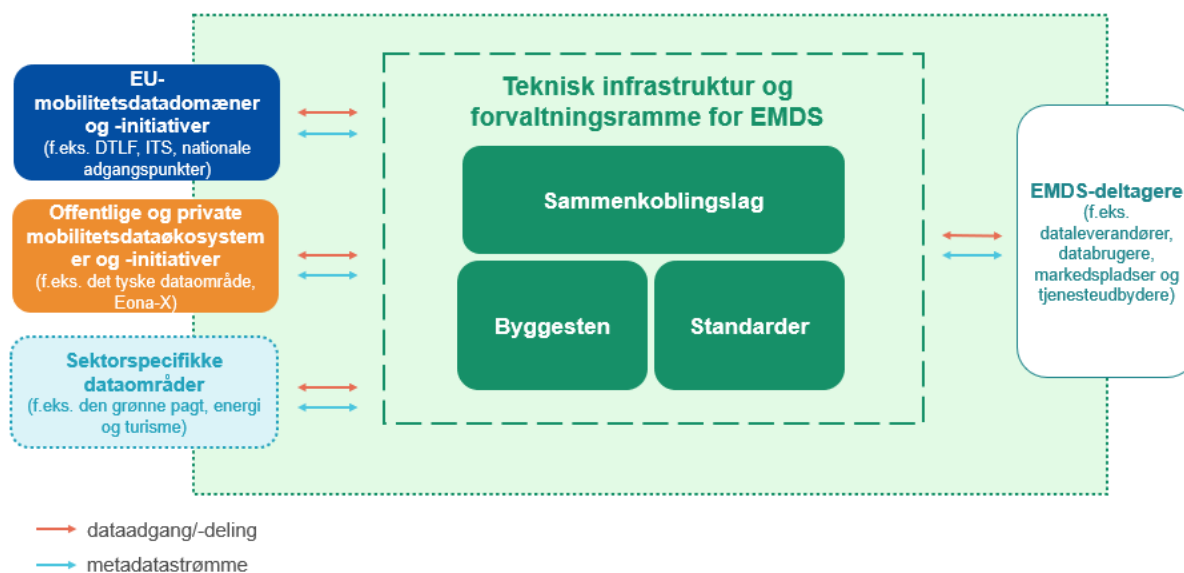 EU-
mobilitetsdatadomæner
og -initiativer
(f.eks. DTLF, ITS, nationale
adgangspunkter)
Offentlige og private
mobilitetsdataøkosystem
er og -initiativer
(f.eks. det tyske dataområde,
Eona-X)
Sektorspecifikke
dataområder
(f.eks. den grønne pagt, energi
og turisme)
Teknisk infrastruktur og
forvaltningsramme for EMDS
Sammenkoblingslag
Byggesten
Standarder
EMDS-deltagere
(f.eks.
dataleverandører,
databrugere,
markedspladser og
tjenesteudbydere)
dataadgang/-deling
metadatastrømme